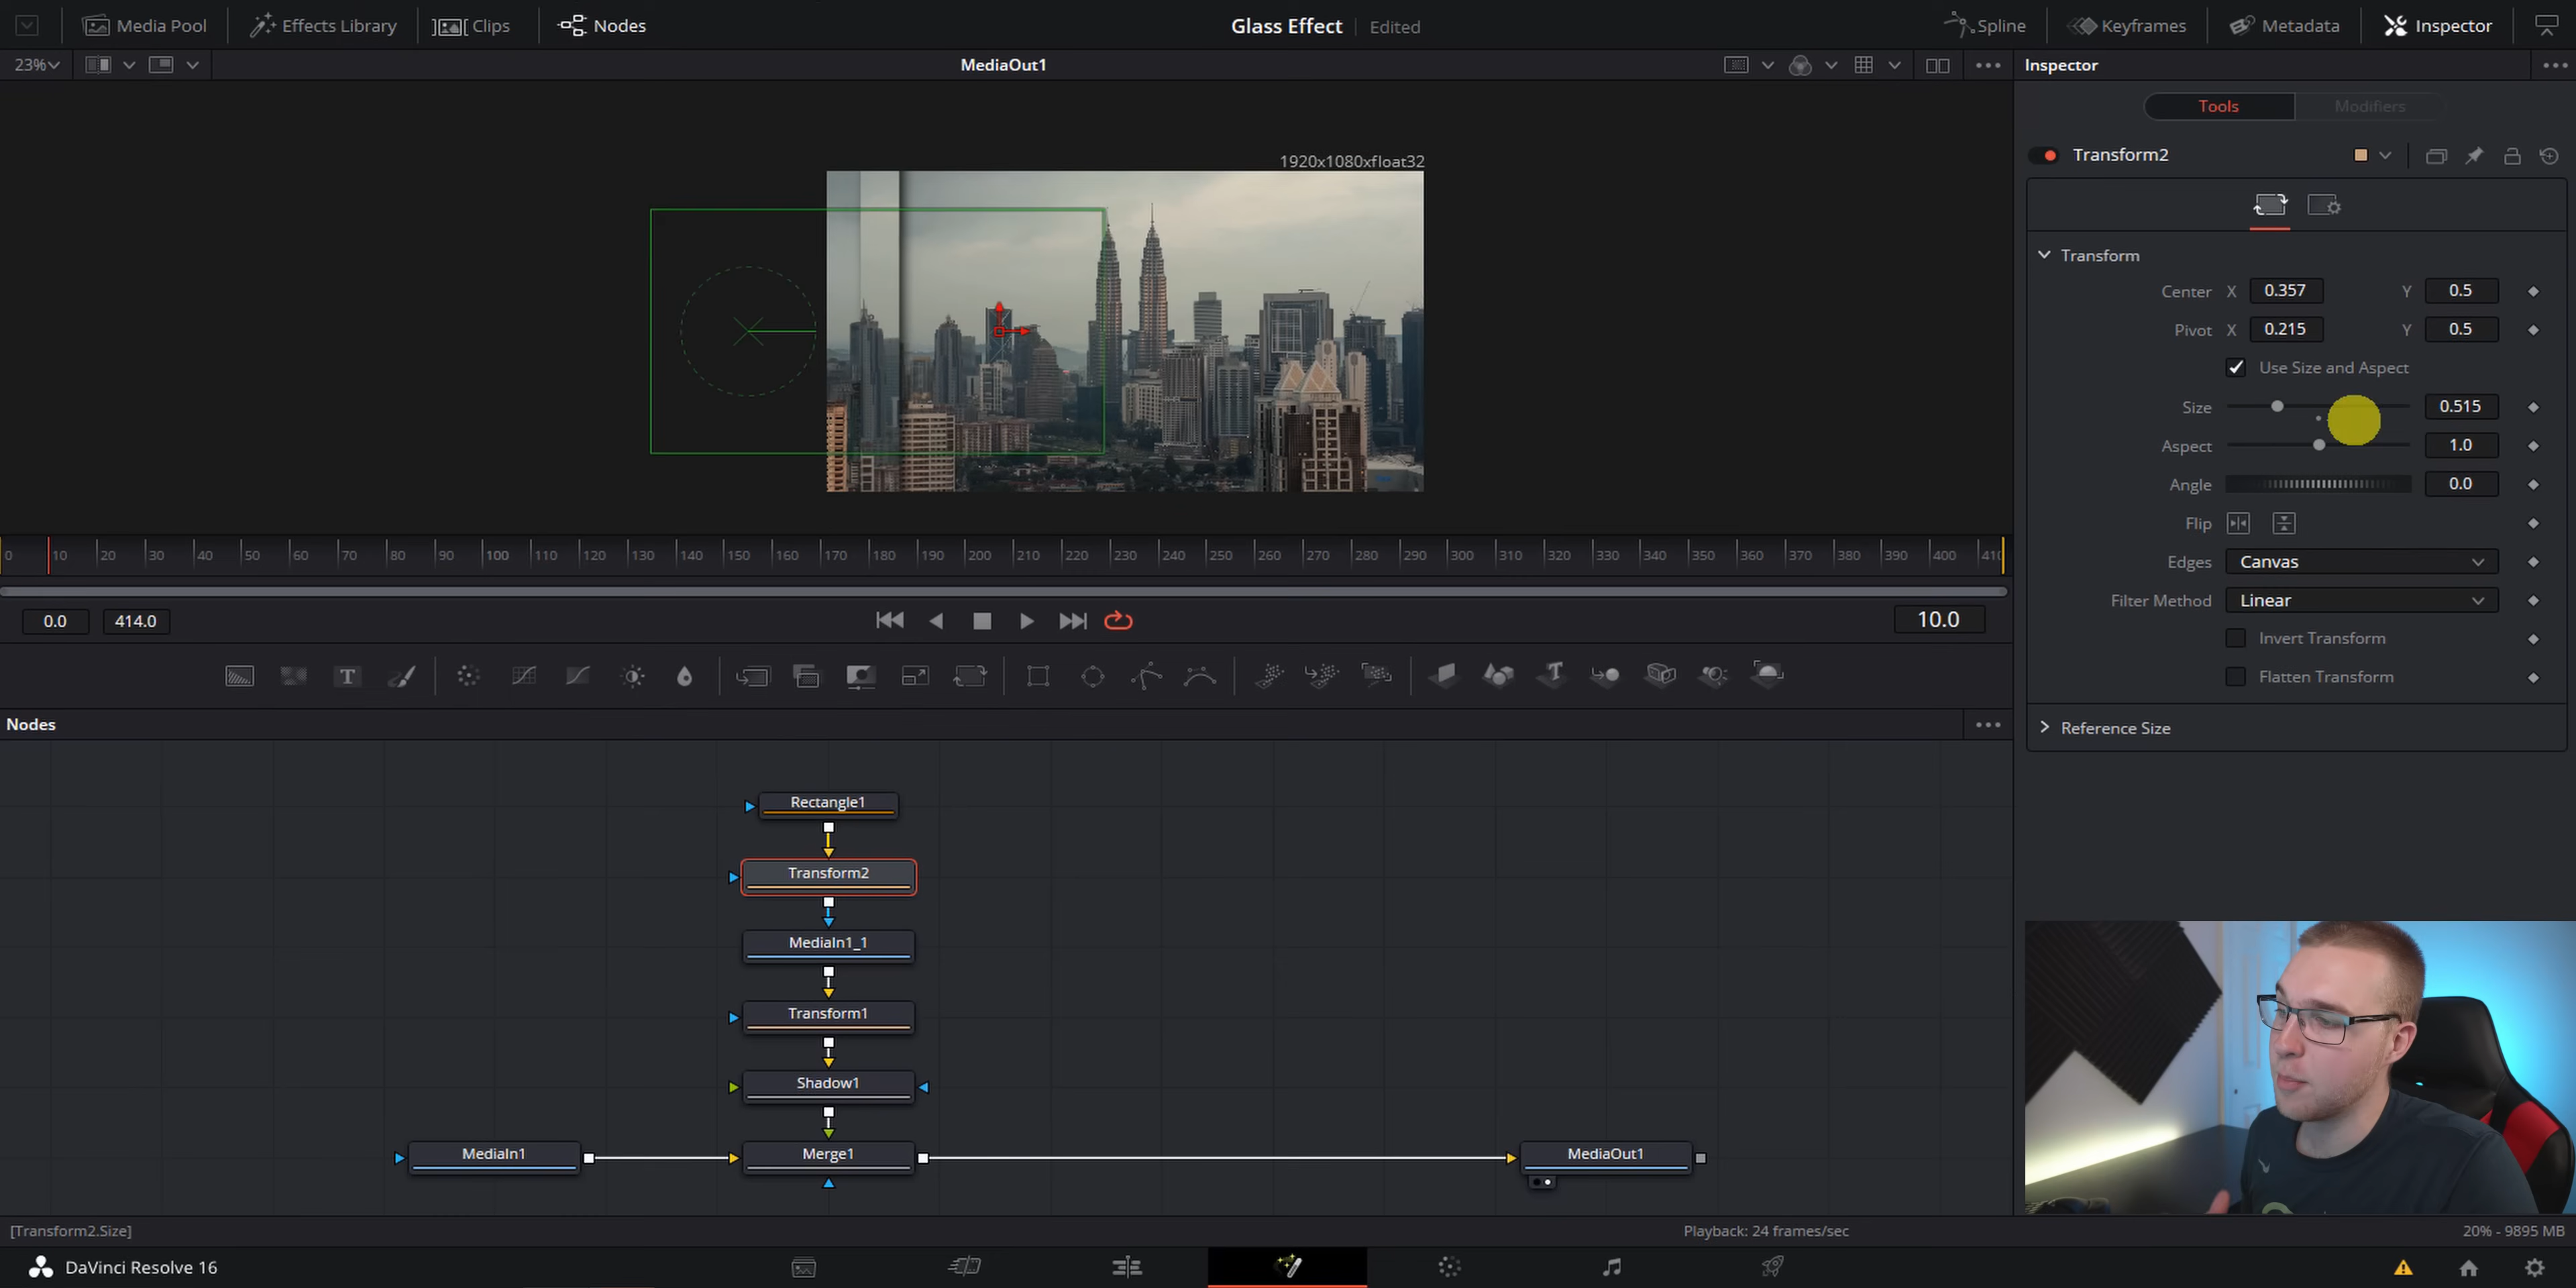 Media Pool Effects Library Clips Nodes Glass Effect Edited Spline Keyframes Metadata Inspector
23% MediaOut1 Inspector
Tools Modifiers
1920x1080xfloat32
Transform2
Transform
Center X 0.357 Y 0.5
Pivot X 0.215 Y 0.5
Use Size and Aspect
Size 0.515
Aspect 1.0
Angle 0.0
Flip
Edges Canvas
Filter Method Linear
Invert Transform
Flatten Transform
Reference Size
0 10 20 30 40 50 60 70 80 90 100 110 120 130 140 150 160 170 180 190 200 210 220 230 240 250 260 270 280 290 300 310 320 330 340 350 360 370 380 390 400 410
0.0 414.0 10.0
T T
Nodes
Rectangle1
Transform2
MediaIn1_1
Transform1
Shadow1
MediaIn1 Merge1 MediaOut1
[Transform2.Size] Playback: 24 frames/sec 20% - 9895 MB
DaVinci Resolve 16